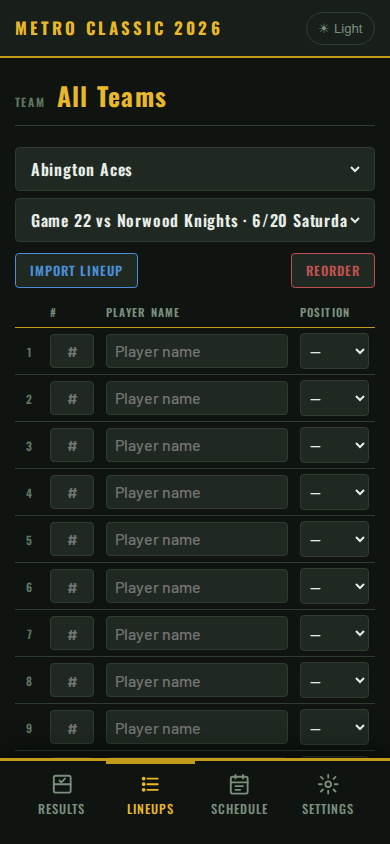 METRO CLASSIC 2026
☀ Light
TEAM All Teams
Abington Aces
Game 22 vs Norwood Knights · 6/20 Saturda
IMPORT LINEUP
REORDER
# PLAYER NAME POSITION
1 # Player name —
2 # Player name —
3 # Player name —
4 # Player name —
5 # Player name —
6 # Player name —
7 # Player name —
8 # Player name —
9 # Player name —
RESULTS LINEUPS SCHEDULE SETTINGS